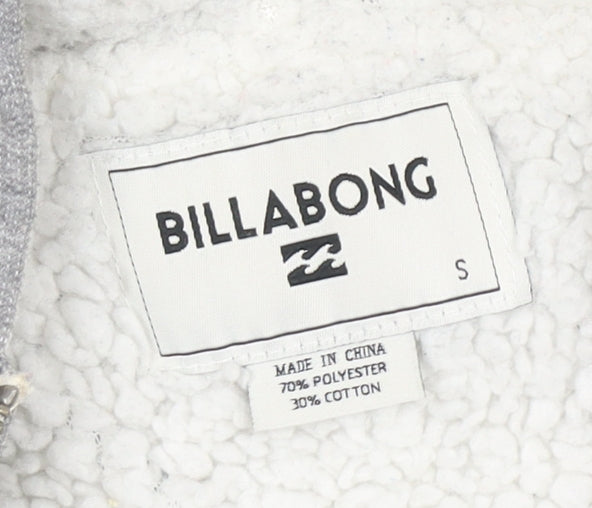 BILLABONG
S
MADE IN CHINA
70% POLYESTER
30% COTTON